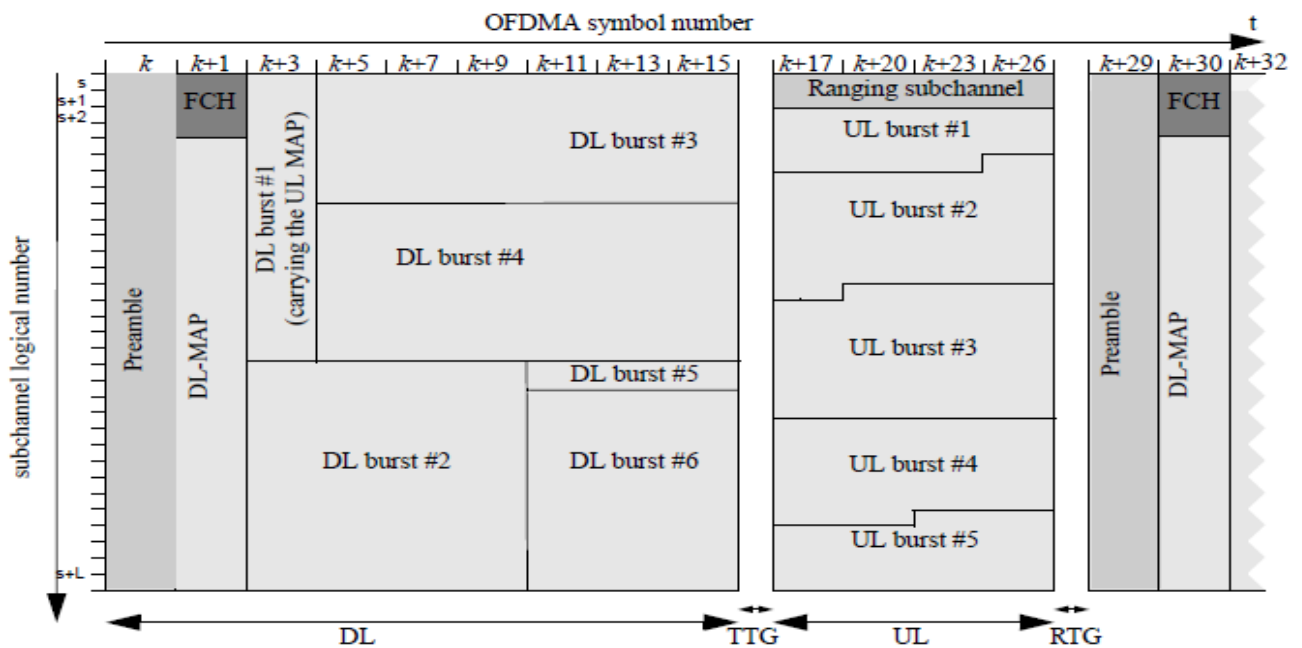 OFDMA symbol number
t
k
k+1
k+3
k+5
k+7
k+9
k+11
k+13
k+15
k+17
k+20
k+23
k+26
k+29
k+30
k+32
subchannel logical number
s
s+1
s+2
s+L
Preamble
FCH
DL-MAP
DL burst #1
(carrying the UL MAP)
DL burst #3
DL burst #4
DL burst #5
DL burst #2
DL burst #6
Ranging subchannel
UL burst #1
UL burst #2
UL burst #3
UL burst #4
UL burst #5
Preamble
FCH
DL-MAP
DL
TTG
UL
RTG